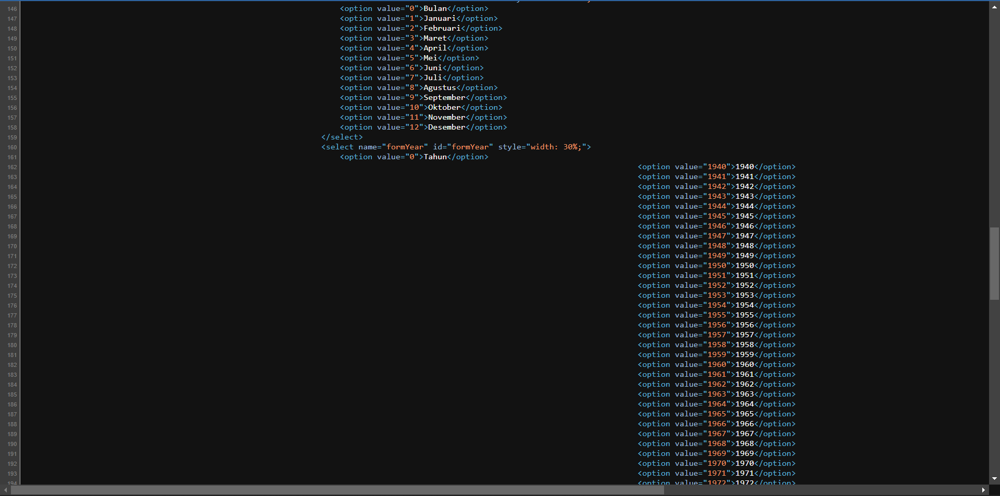 146 <option value="0">Bulan</option>
147 <option value="1">Januari</option>
148 <option value="2">Februari</option>
149 <option value="3">Maret</option>
150 <option value="4">April</option>
151 <option value="5">Mei</option>
152 <option value="6">Juni</option>
153 <option value="7">Juli</option>
154 <option value="8">Agustus</option>
155 <option value="9">September</option>
156 <option value="10">Oktober</option>
157 <option value="11">November</option>
158 <option value="12">Desember</option>
159 </select>
160 <select name="formYear" id="formYear" style="width: 30%;">
161 <option value="0">Tahun</option>
162 <option value="1940">1940</option>
163 <option value="1941">1941</option>
164 <option value="1942">1942</option>
165 <option value="1943">1943</option>
166 <option value="1944">1944</option>
167 <option value="1945">1945</option>
168 <option value="1946">1946</option>
169 <option value="1947">1947</option>
170 <option value="1948">1948</option>
171 <option value="1949">1949</option>
172 <option value="1950">1950</option>
173 <option value="1951">1951</option>
174 <option value="1952">1952</option>
175 <option value="1953">1953</option>
176 <option value="1954">1954</option>
177 <option value="1955">1955</option>
178 <option value="1956">1956</option>
179 <option value="1957">1957</option>
180 <option value="1958">1958</option>
181 <option value="1959">1959</option>
182 <option value="1960">1960</option>
183 <option value="1961">1961</option>
184 <option value="1962">1962</option>
185 <option value="1963">1963</option>
186 <option value="1964">1964</option>
187 <option value="1965">1965</option>
188 <option value="1966">1966</option>
189 <option value="1967">1967</option>
190 <option value="1968">1968</option>
191 <option value="1969">1969</option>
192 <option value="1970">1970</option>
193 <option value="1971">1971</option>
194 <option value="1972">1972</option>